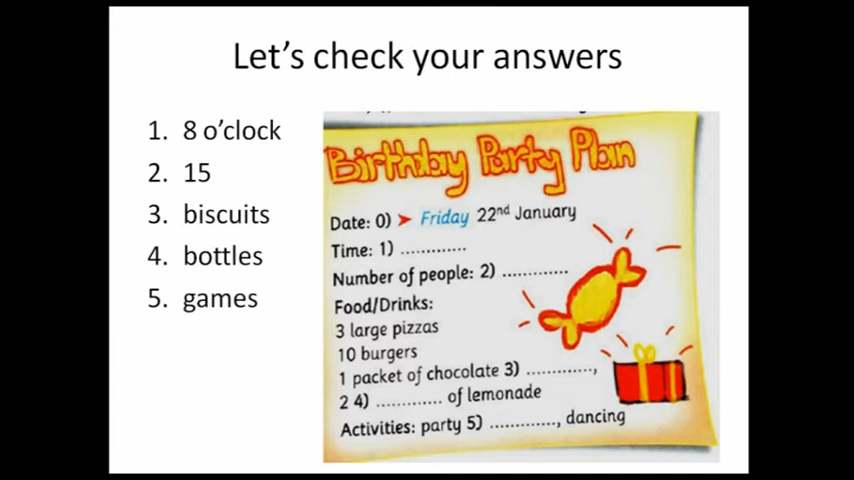 Let's check your answers
1. 8 o'clock
2. 15
3. biscuits
4. bottles
5. games
Birthday Party Plan
Date: 0) ➤ Friday 22nd January
Time: 1) .............
Number of people: 2) .............
Food/Drinks:
3 large pizzas
10 burgers
1 packet of chocolate 3) .............,
2 4) ............. of lemonade
Activities: party 5) ............., dancing